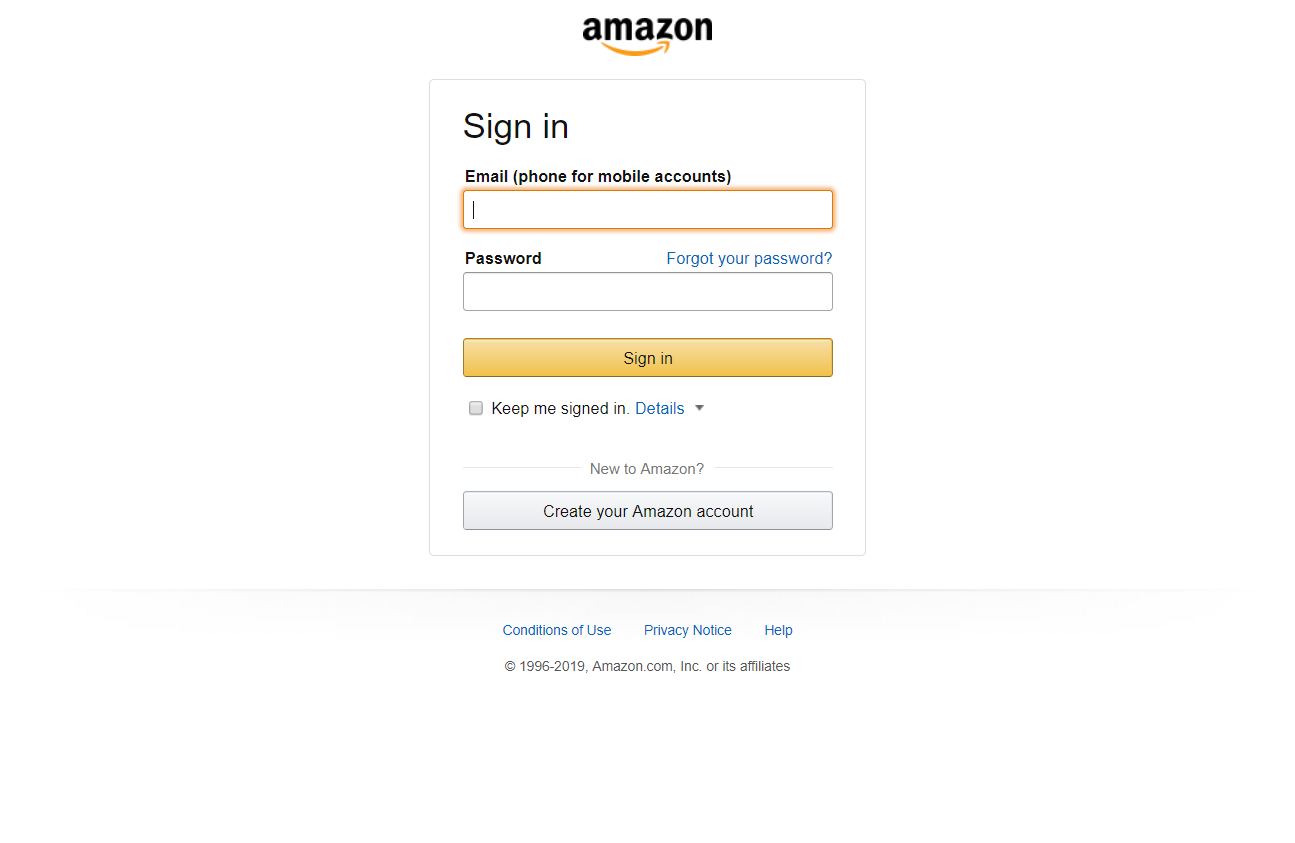 amazon
Sign in
Email (phone for mobile accounts)
Password Forgot your password?
Sign in
Keep me signed in. Details
New to Amazon?
Create your Amazon account
Conditions of Use Privacy Notice Help
© 1996-2019, Amazon.com, Inc. or its affiliates